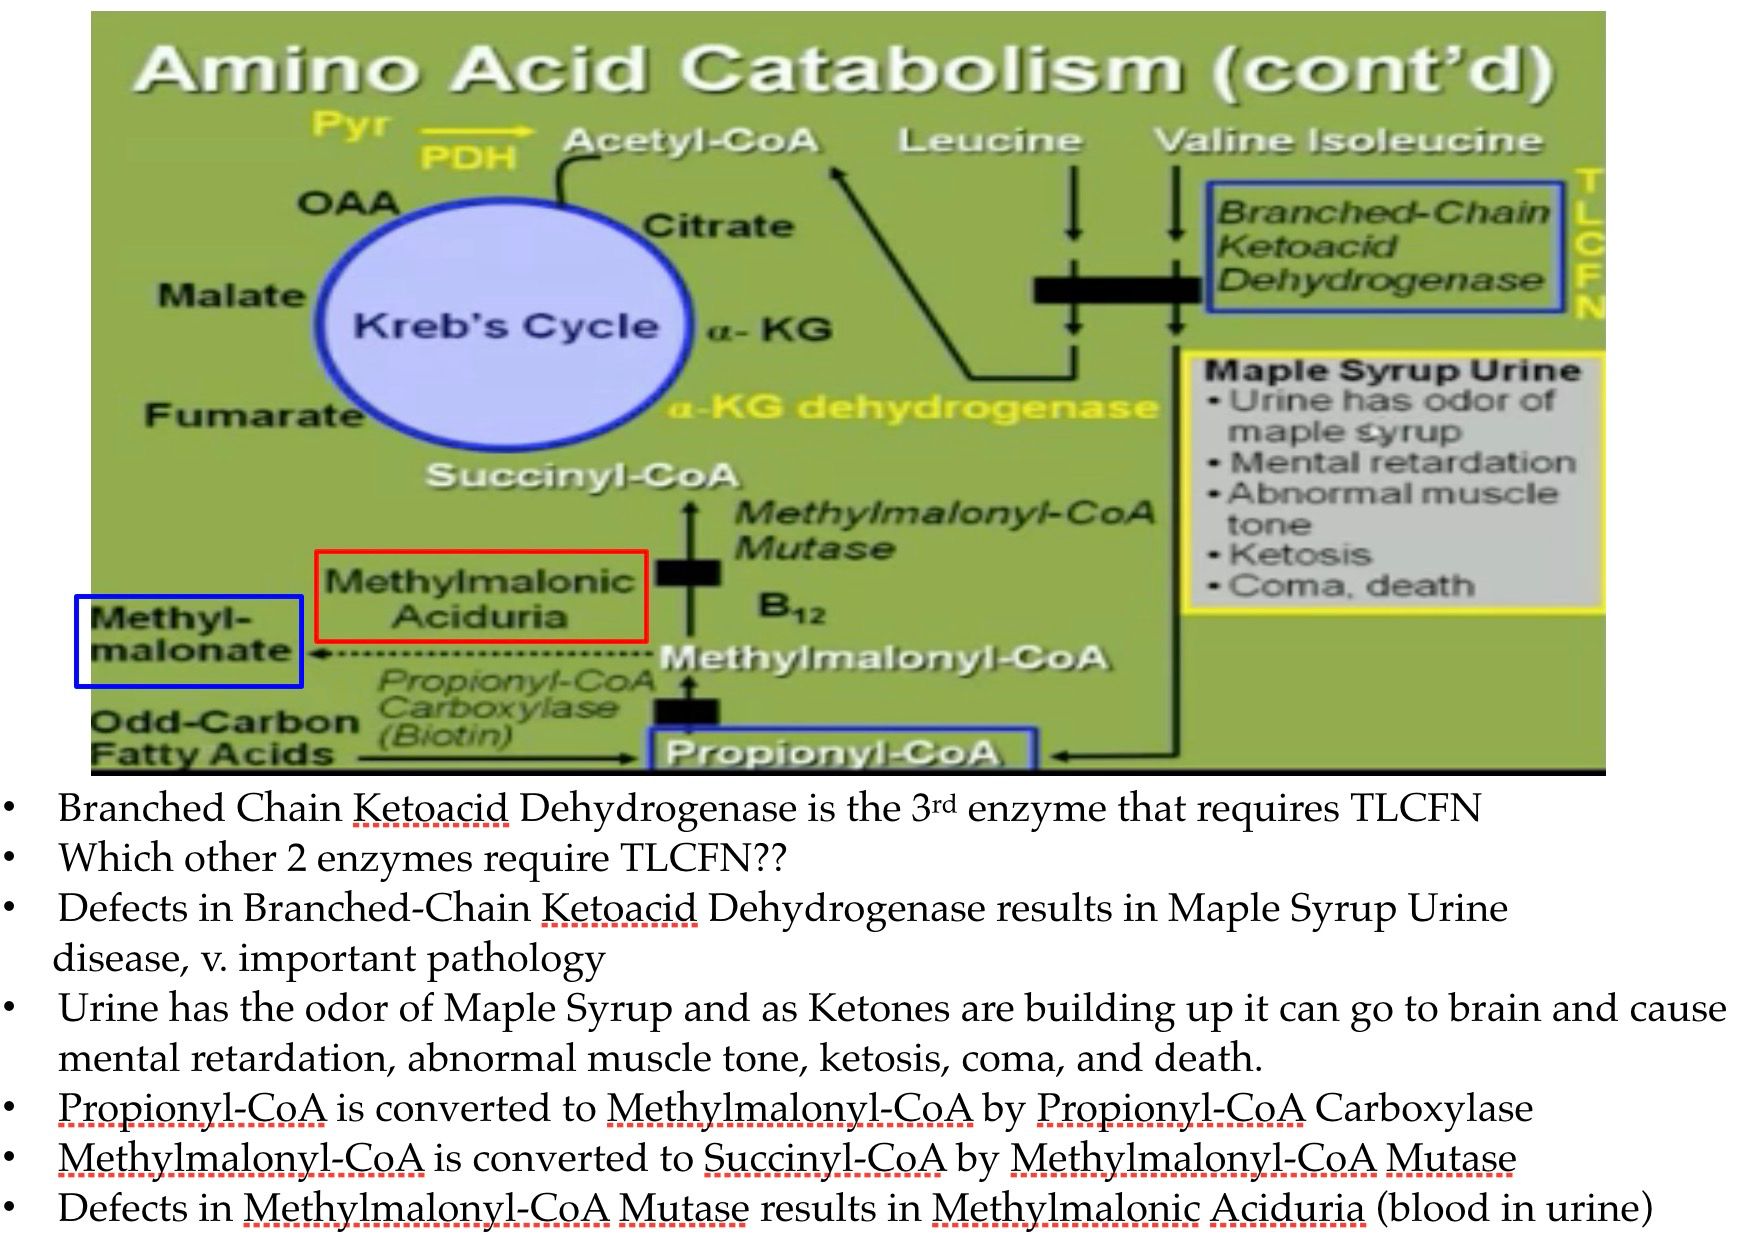 Amino Acid Catabolism (cont'd)
Pyr
PDH
Acetyl-CoA
Leucine
Valine Isoleucine
OAA
Citrate
Malate
Kreb's Cycle
α- KG
Fumarate
α-KG dehydrogenase
Succinyl-CoA
Branched-Chain
Ketoacid
Dehydrogenase
T
L
C
F
N
Maple Syrup Urine
• Urine has odor of
maple syrup
• Mental retardation
• Abnormal muscle
tone
• Ketosis
• Coma, death
Methylmalonyl-CoA
Mutase
B₁₂
Methylmalonic
Aciduria
Methyl-
malonate
Methylmalonyl-CoA
Propionyl-CoA
Carboxylase
(Biotin)
Odd-Carbon
Fatty Acids
Propionyl-CoA
• Branched Chain Ketoacid Dehydrogenase is the 3rd enzyme that requires TLCFN
• Which other 2 enzymes require TLCFN??
• Defects in Branched-Chain Ketoacid Dehydrogenase results in Maple Syrup Urine
disease, v. important pathology
• Urine has the odor of Maple Syrup and as Ketones are building up it can go to brain and cause
mental retardation, abnormal muscle tone, ketosis, coma, and death.
• Propionyl-CoA is converted to Methylmalonyl-CoA by Propionyl-CoA Carboxylase
• Methylmalonyl-CoA is converted to Succinyl-CoA by Methylmalonyl-CoA Mutase
• Defects in Methylmalonyl-CoA Mutase results in Methylmalonic Aciduria (blood in urine)